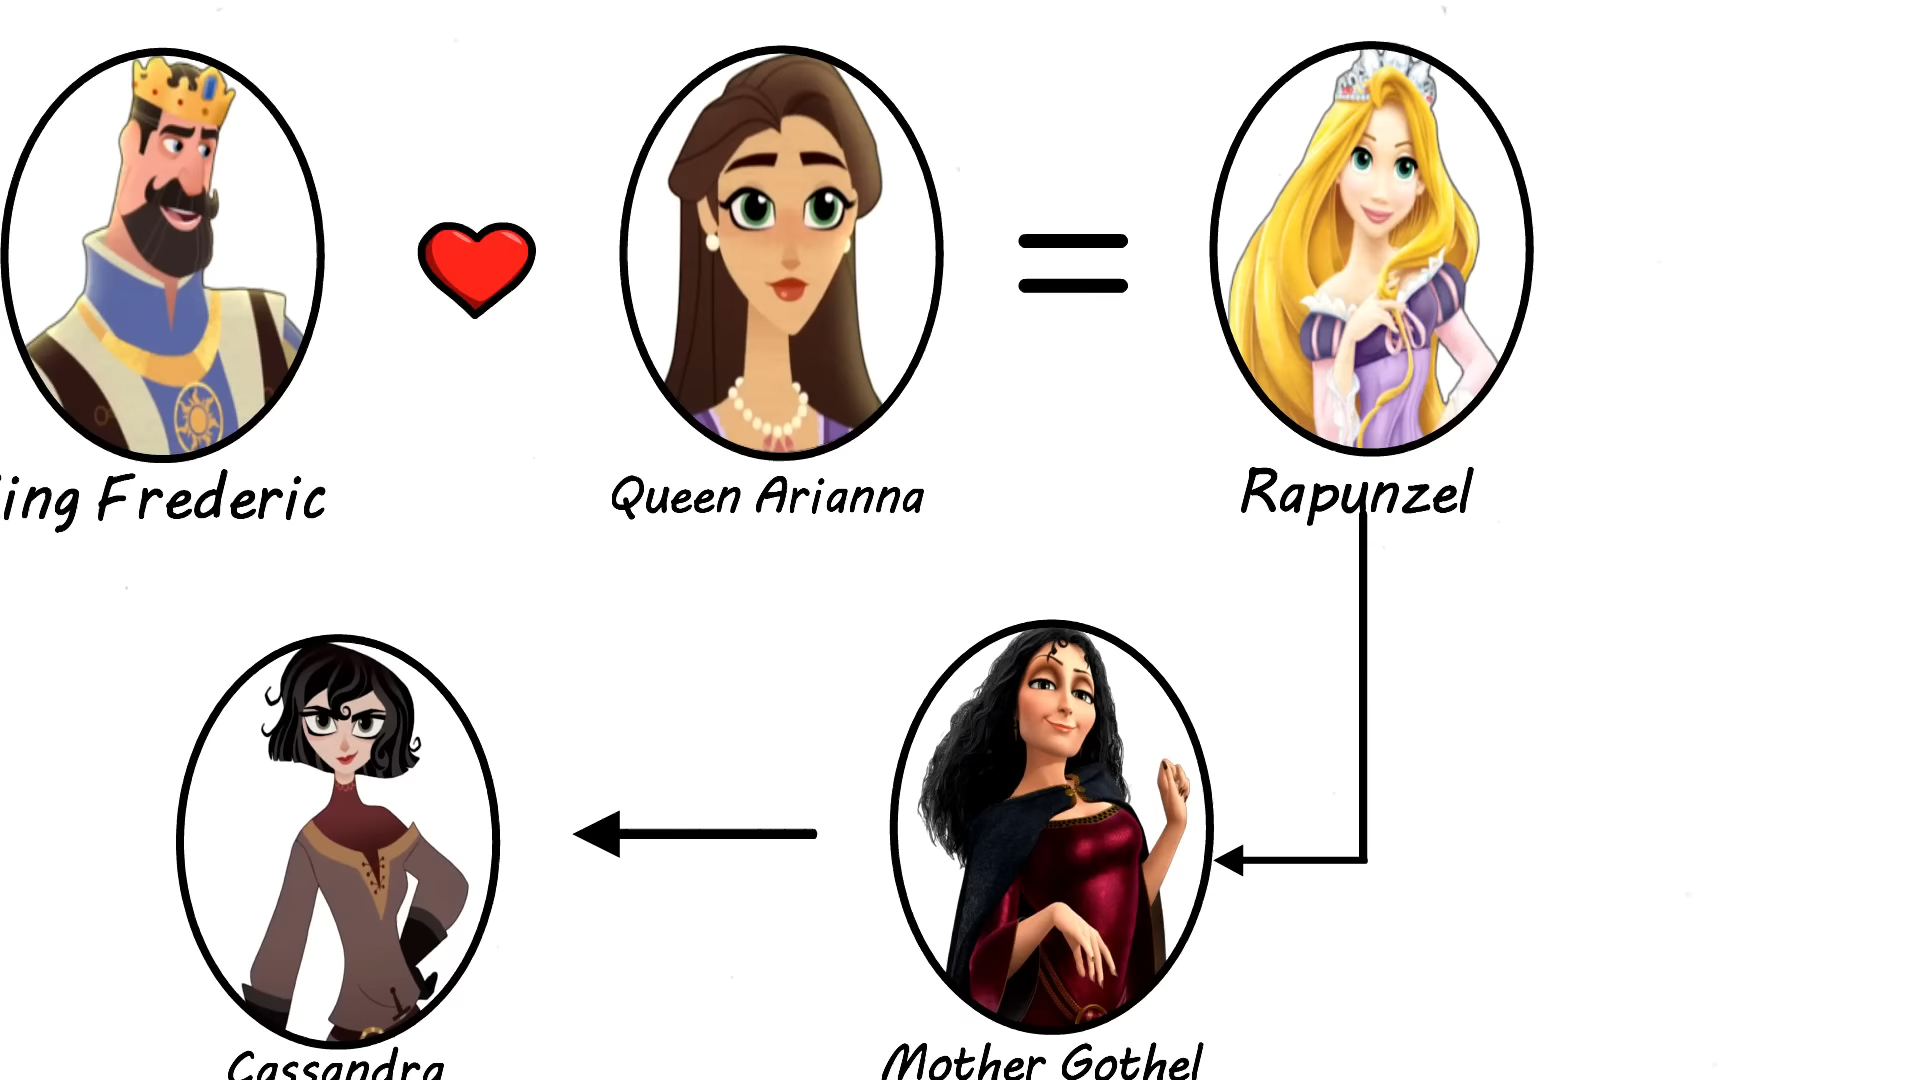 ing Frederic
Queen Arianna
Rapunzel
Cassandra
Mother Gothel